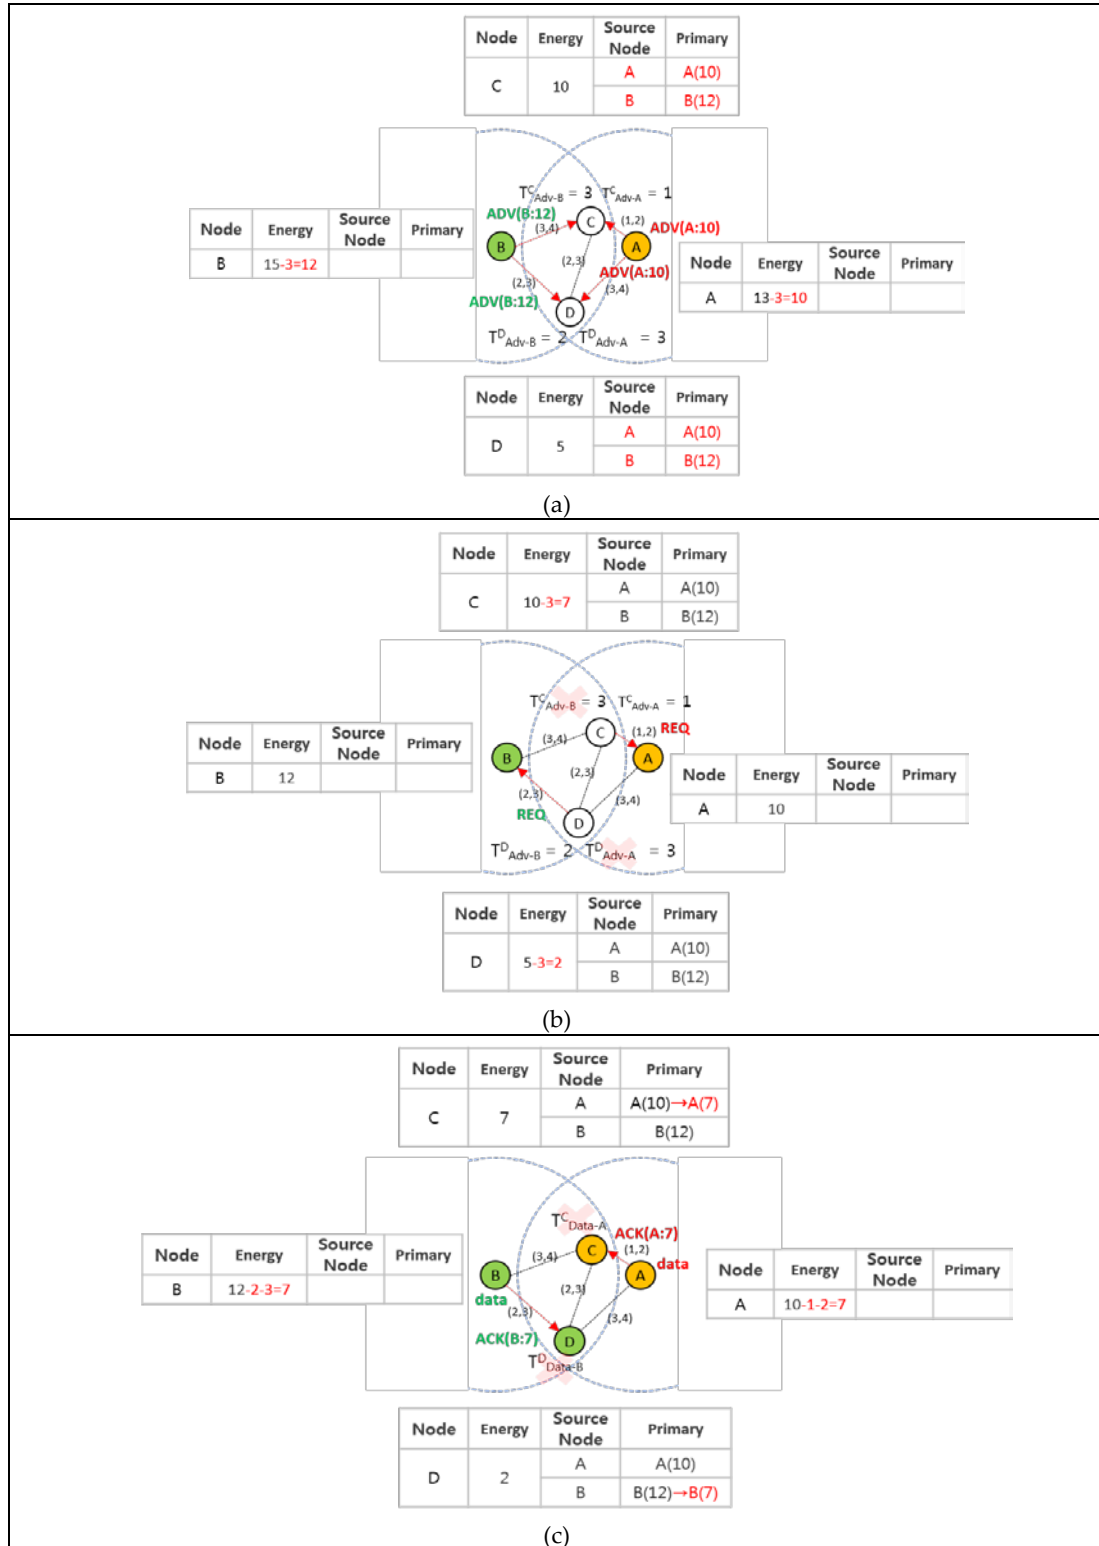 Node Energy Source Node Primary
C 10 A A(10)
B B(12)
T^C_Adv-B = 3 T^C_Adv-A = 1
ADV(B:12) (3,4) C (1,2) ADV(A:10)
B A
(2,3) ADV(A:10)
(2,3) (3,4)
ADV(B:12) D
T^D_Adv-B = 2 T^D_Adv-A = 3
Node Energy Source Node Primary
B 15-3=12
Node Energy Source Node Primary
A 13-3=10
Node Energy Source Node Primary
D 5 A A(10)
B B(12)
(a)
Node Energy Source Node Primary
C 10-3=7 A A(10)
B B(12)
T^C_Adv-B = 3 T^C_Adv-A = 1
C (1,2) REQ
(3,4)
B A
(2,3)
(2,3) (3,4)
REQ D
T^D_Adv-B = 2 T^D_Adv-A = 3
Node Energy Source Node Primary
B 12
Node Energy Source Node Primary
A 10
Node Energy Source Node Primary
D 5-3=2 A A(10)
B B(12)
(b)
Node Energy Source Node Primary
C 7 A A(10)→A(7)
B B(12)
T^C_Data-A
ACK(A:7)
(3,4) C (1,2)
B A data
data (2,3)
(2,3) (3,4)
ACK(B:7) D
T^D_Data-B
Node Energy Source Node Primary
B 12-2-3=7
Node Energy Source Node Primary
A 10-1-2=7
Node Energy Source Node Primary
D 2 A A(10)
B B(12)→B(7)
(c)